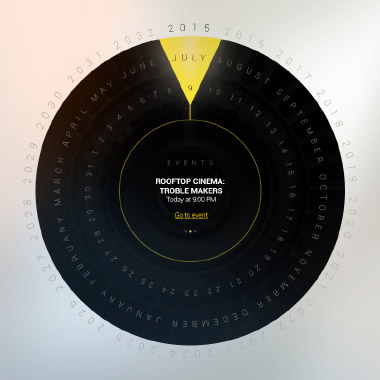 2015 2016 2017 2018 2019 2020 2021 2022 2023 2024 2025 2026 2027 2028 2029 2030 2031 2032
JULY AUGUST SEPTEMBER OCTOBER NOVEMBER DECEMBER JANUARY FEBRUARY MARCH APRIL MAY JUNE
9 10 11 12 13 14 15 16 17 18 19 20 21 22 23 24 25 26 27 28 29 30 31 1 2 3 4 5 6 7 8
EVENTS
ROOFTOP CINEMA:
TROBLE MAKERS
Today at 9:00 PM
Go to event